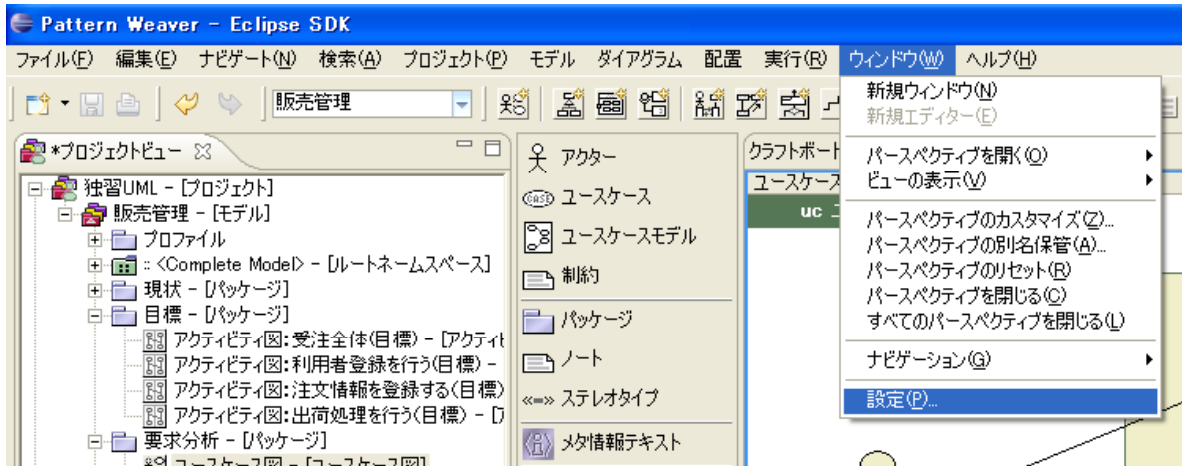 Pattern Weaver - Eclipse SDK
ファイル(F) 編集(E) ナビゲート(N) 検索(A) プロジェクト(P) モデル ダイアグラム 配置 実行(R) ウィンドウ(W) ヘルプ(H)
販売管理
*プロジェクトビュー
独習UML - [プロジェクト]
販売管理 - [モデル]
プロファイル
:: <Complete Model> - [ルートネームスペース]
現状 - [パッケージ]
目標 - [パッケージ]
アクティビティ図:受注全体(目標) - [アクティビ
アクティビティ図:利用者登録を行う(目標) -
アクティビティ図:注文情報を登録する(目標)
アクティビティ図:出荷処理を行う(目標) - [ア
要求分析 - [パッケージ]
ユースケース図 - [ユースケース図]
アクター
CASE ユースケース
ユースケースモデル
制約
パッケージ
ノート
«=» ステレオタイプ
メタ情報テキスト
クラフトボート
ユースケース
uc
新規ウィンドウ(N)
新規エディター(E)
パースペクティブを開く(O)
ビューの表示(V)
パースペクティブのカスタマイズ(Z)...
パースペクティブの別名保管(A)...
パースペクティブのリセット(R)
パースペクティブを閉じる(C)
すべてのパースペクティブを閉じる(L)
ナビゲーション(G)
設定(P)...